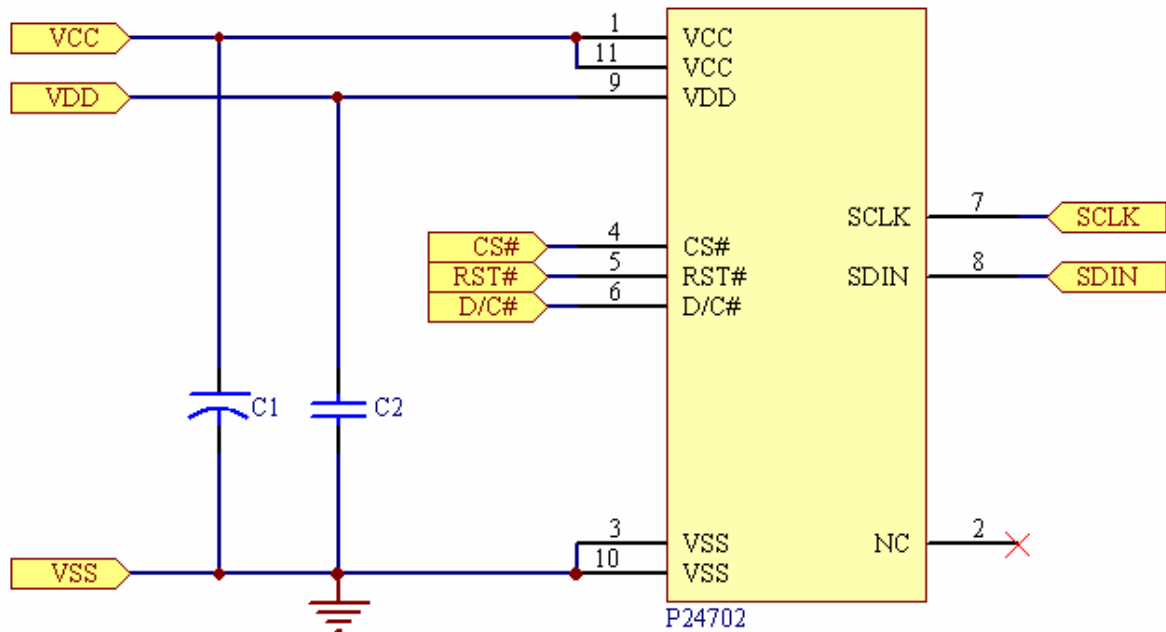 VCC
1
VCC
11
VCC
VDD
9
VDD
SCLK
7
SCLK
CS#
4
CS#
RST#
5
RST#
SDIN
8
SDIN
D/C#
6
D/C#
C1
C2
3
VSS
NC
2
VSS
10
VSS
P24702